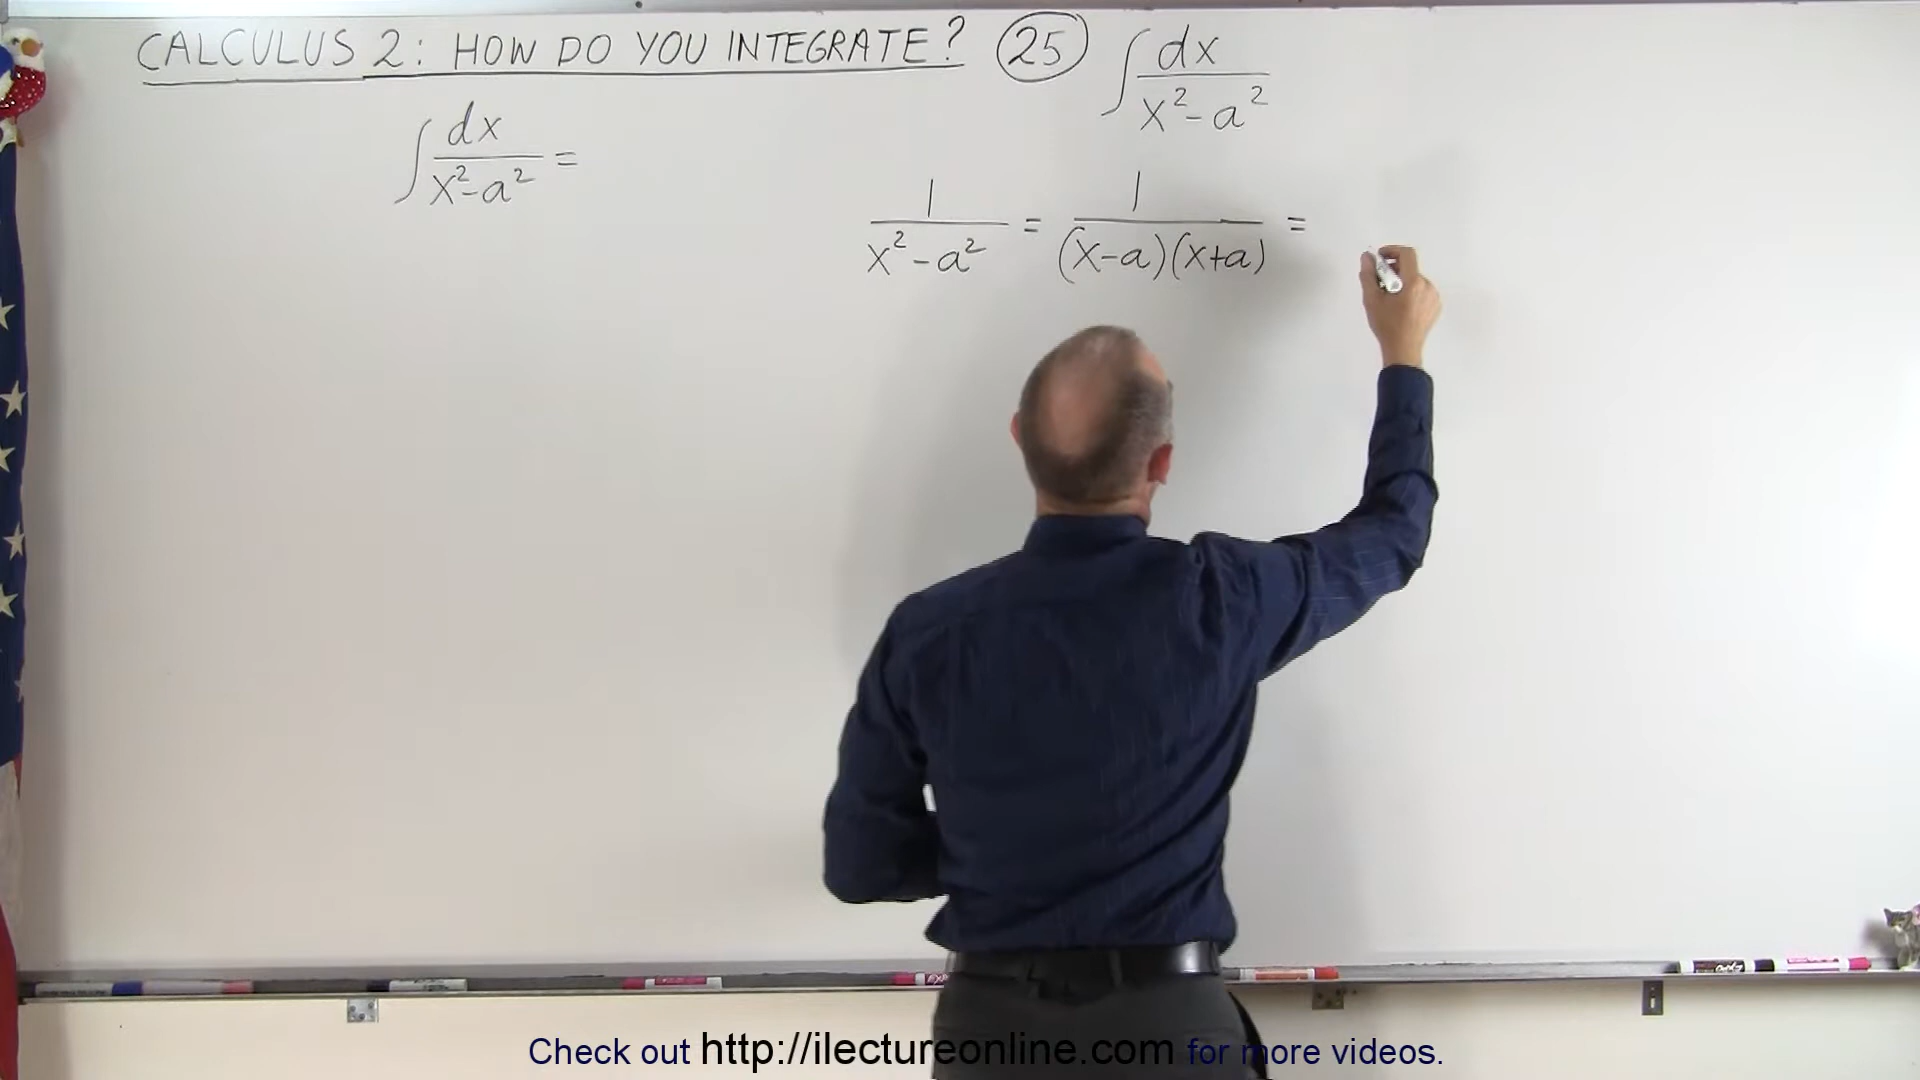 CALCULUS 2: HOW DO YOU INTEGRATE? 25 ∫ dx / (x² - a²)
∫ dx / (x² - a²) =
1 / (x² - a²) = 1 / ((x-a)(x+a)) =
Check out http://ilectureonline.com for more videos.